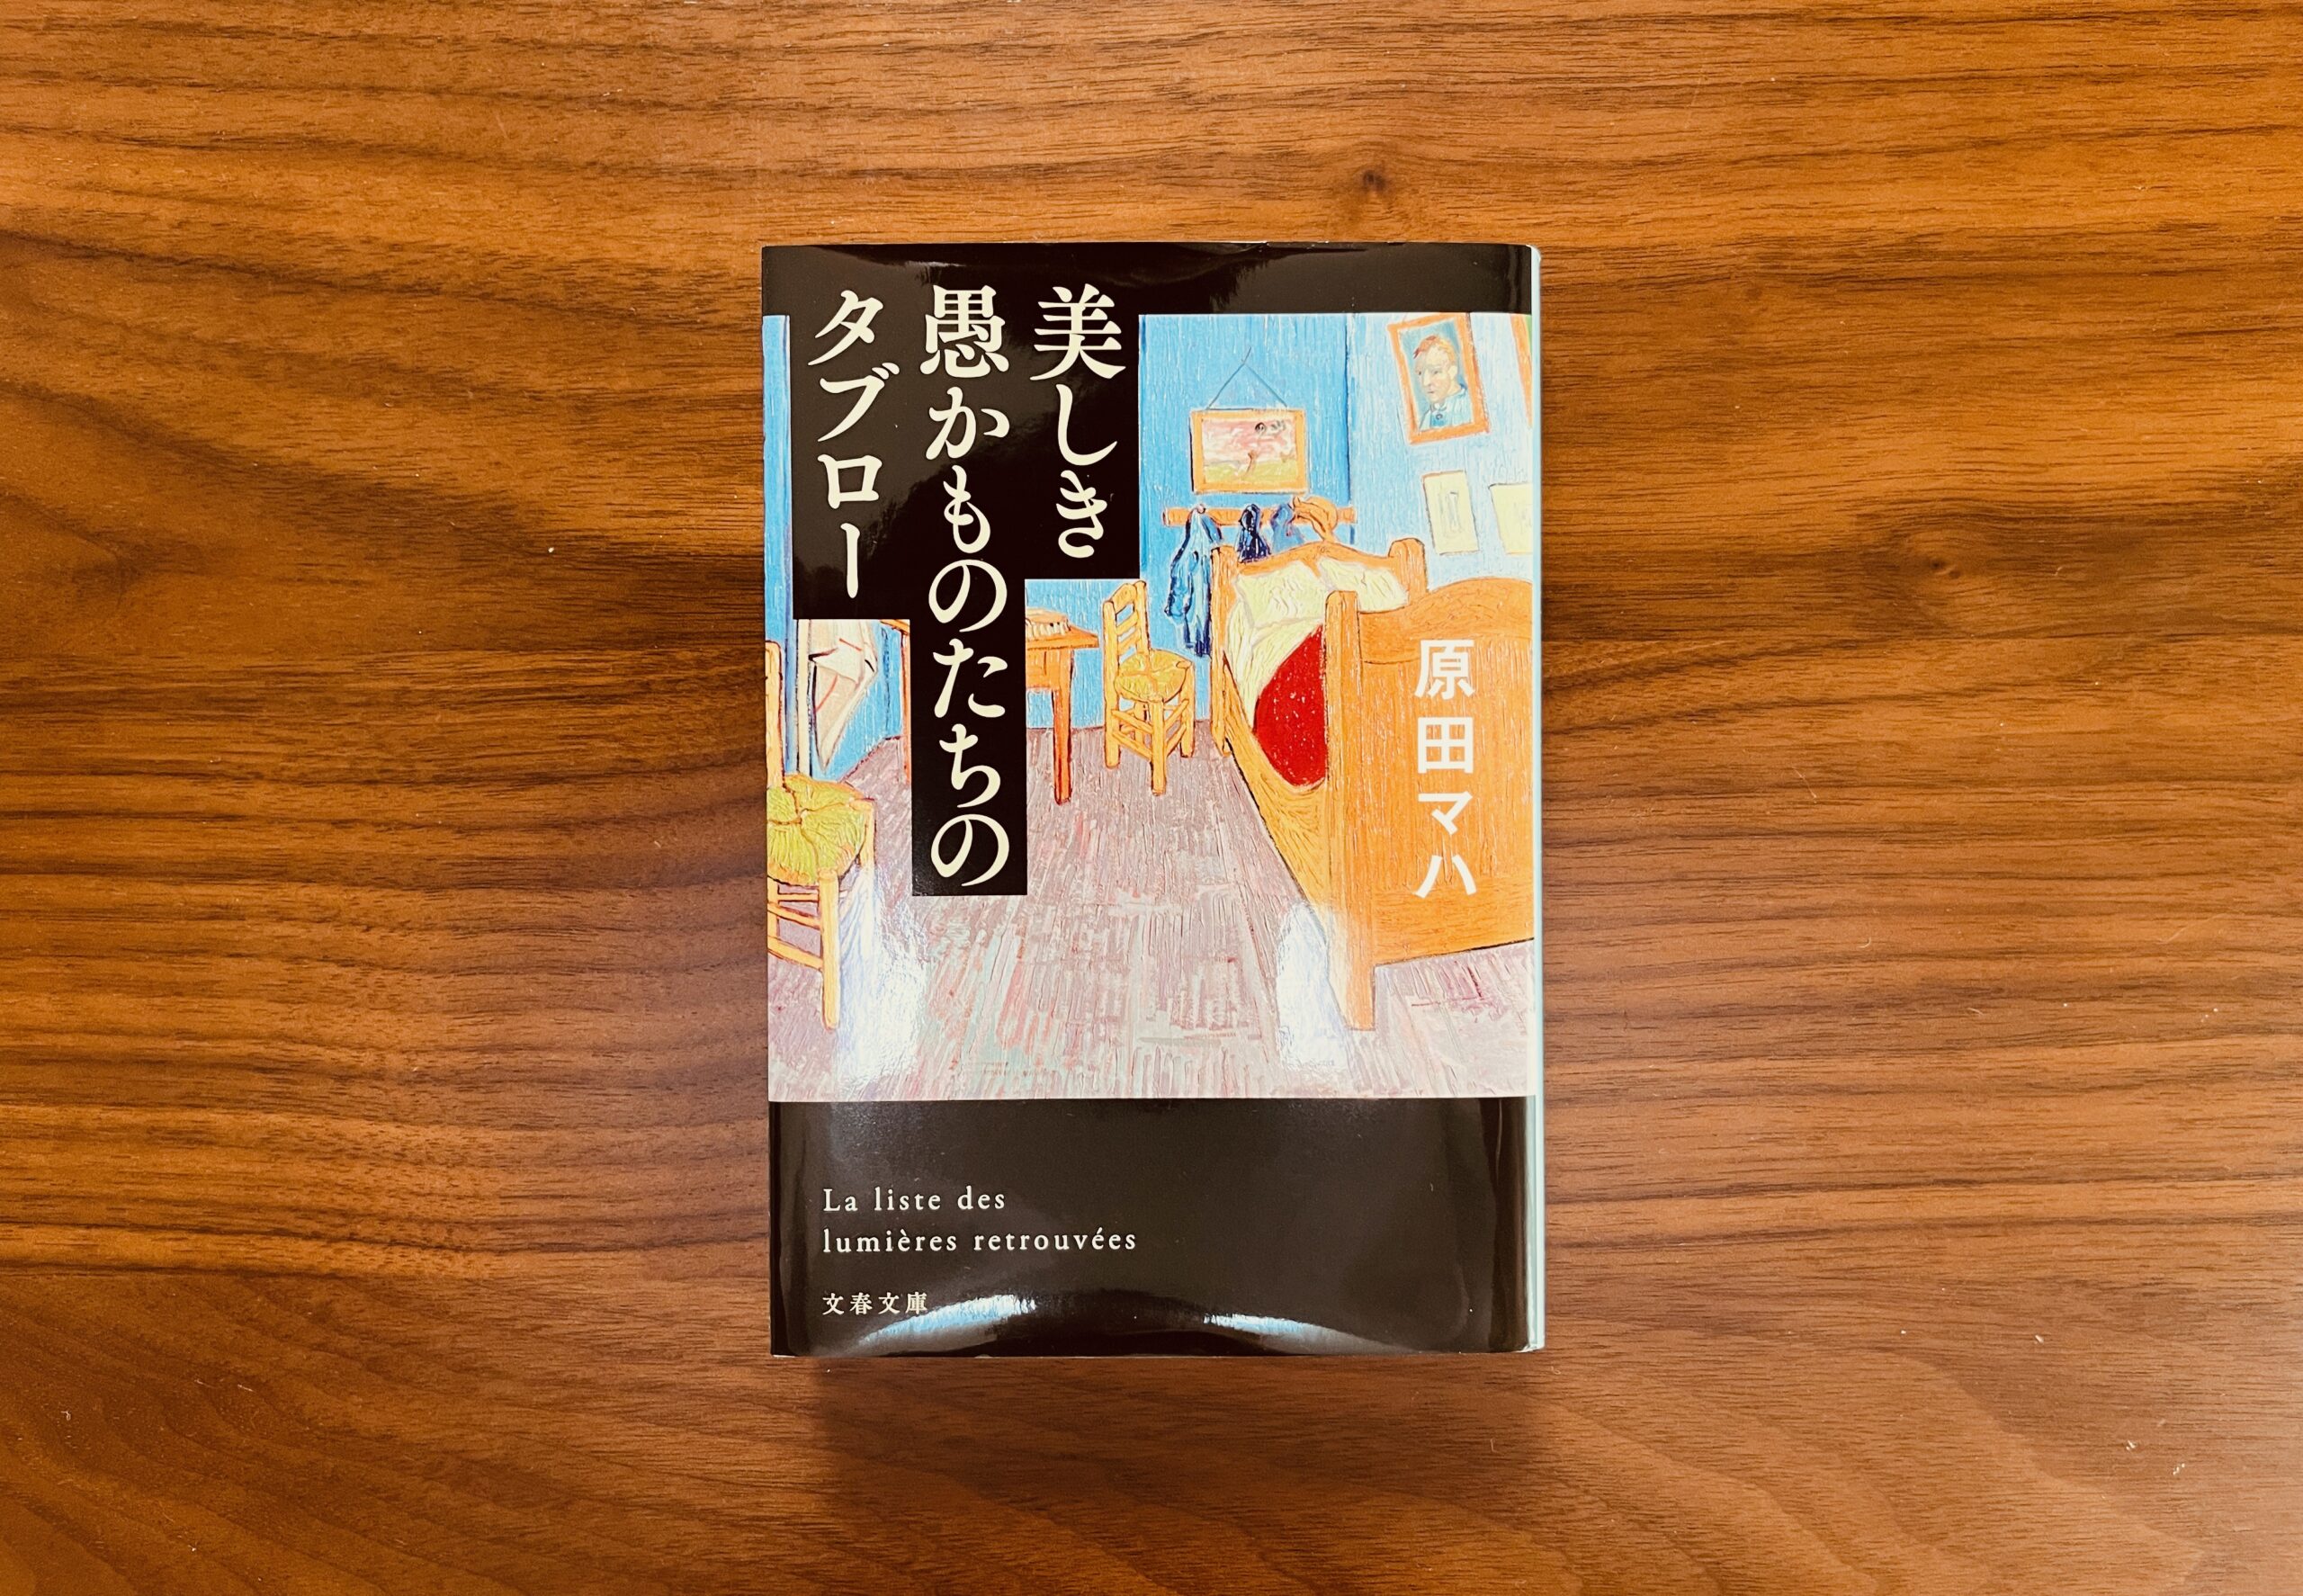 美しき
愚かものたちの
タブロー
原田マハ
La liste des
lumières retrouvées
文春文庫